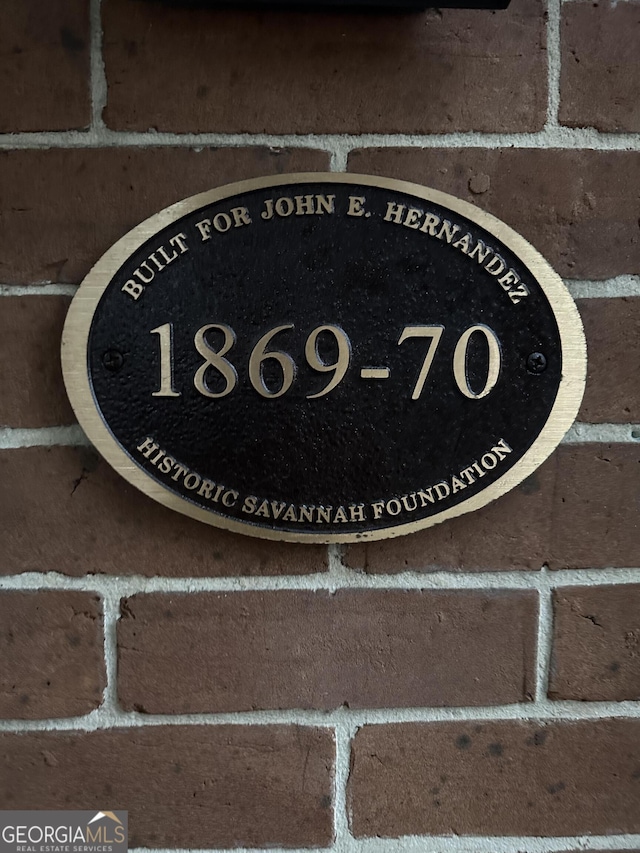 BUILT FOR JOHN E. HERNANDEZ
1869-70
HISTORIC SAVANNAH FOUNDATION
GEORGIAMLS
REAL ESTATE SERVICES